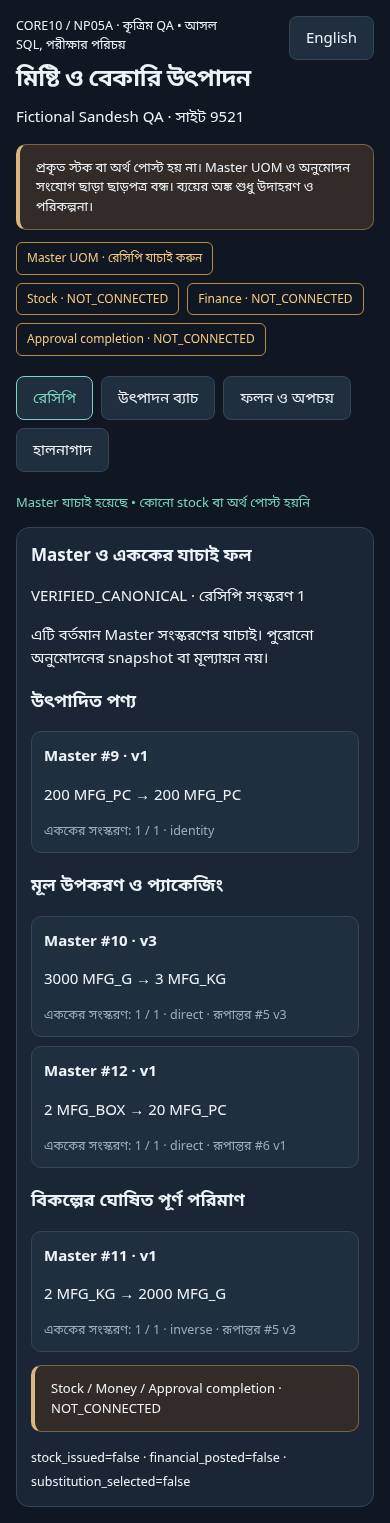 CORE10 / NP05A · কৃত্রিম QA • আসল
SQL, পরীক্ষার পরিচয়
English
মিষ্টি ও বেকারি উৎপাদন
Fictional Sandesh QA · সাইট 9521
প্রকৃত স্টক বা অর্থ পোস্ট হয় না। Master UOM ও অনুমোদন
সংযোগ ছাড়া ছাড়পত্র বন্ধ। ব্যয়ের অঙ্ক শুধু উদাহরণ ও
পরিকল্পনা।
Master UOM · রেসিপি যাচাই করুন
Stock · NOT_CONNECTED
Finance · NOT_CONNECTED
Approval completion · NOT_CONNECTED
রেসিপি
উৎপাদন ব্যাচ
ফলন ও অপচয়
হালনাগাদ
Master যাচাই হয়েছে • কোনো stock বা অর্থ পোস্ট হয়নি
Master ও এককের যাচাই ফল
VERIFIED_CANONICAL · রেসিপি সংস্করণ 1
এটি বর্তমান Master সংস্করণের যাচাই। পুরোনো
অনুমোদনের snapshot বা মূল্যায়ন নয়।
উৎপাদিত পণ্য
Master #9 · v1
200 MFG_PC → 200 MFG_PC
এককের সংস্করণ: 1 / 1 · identity
মূল উপকরণ ও প্যাকেজিং
Master #10 · v3
3000 MFG_G → 3 MFG_KG
এককের সংস্করণ: 1 / 1 · direct · রূপান্তর #5 v3
Master #12 · v1
2 MFG_BOX → 20 MFG_PC
এককের সংস্করণ: 1 / 1 · direct · রূপান্তর #6 v1
বিকল্পের ঘোষিত পূর্ণ পরিমাণ
Master #11 · v1
2 MFG_KG → 2000 MFG_G
এককের সংস্করণ: 1 / 1 · inverse · রূপান্তর #5 v3
Stock / Money / Approval completion ·
NOT_CONNECTED
stock_issued=false · financial_posted=false ·
substitution_selected=false